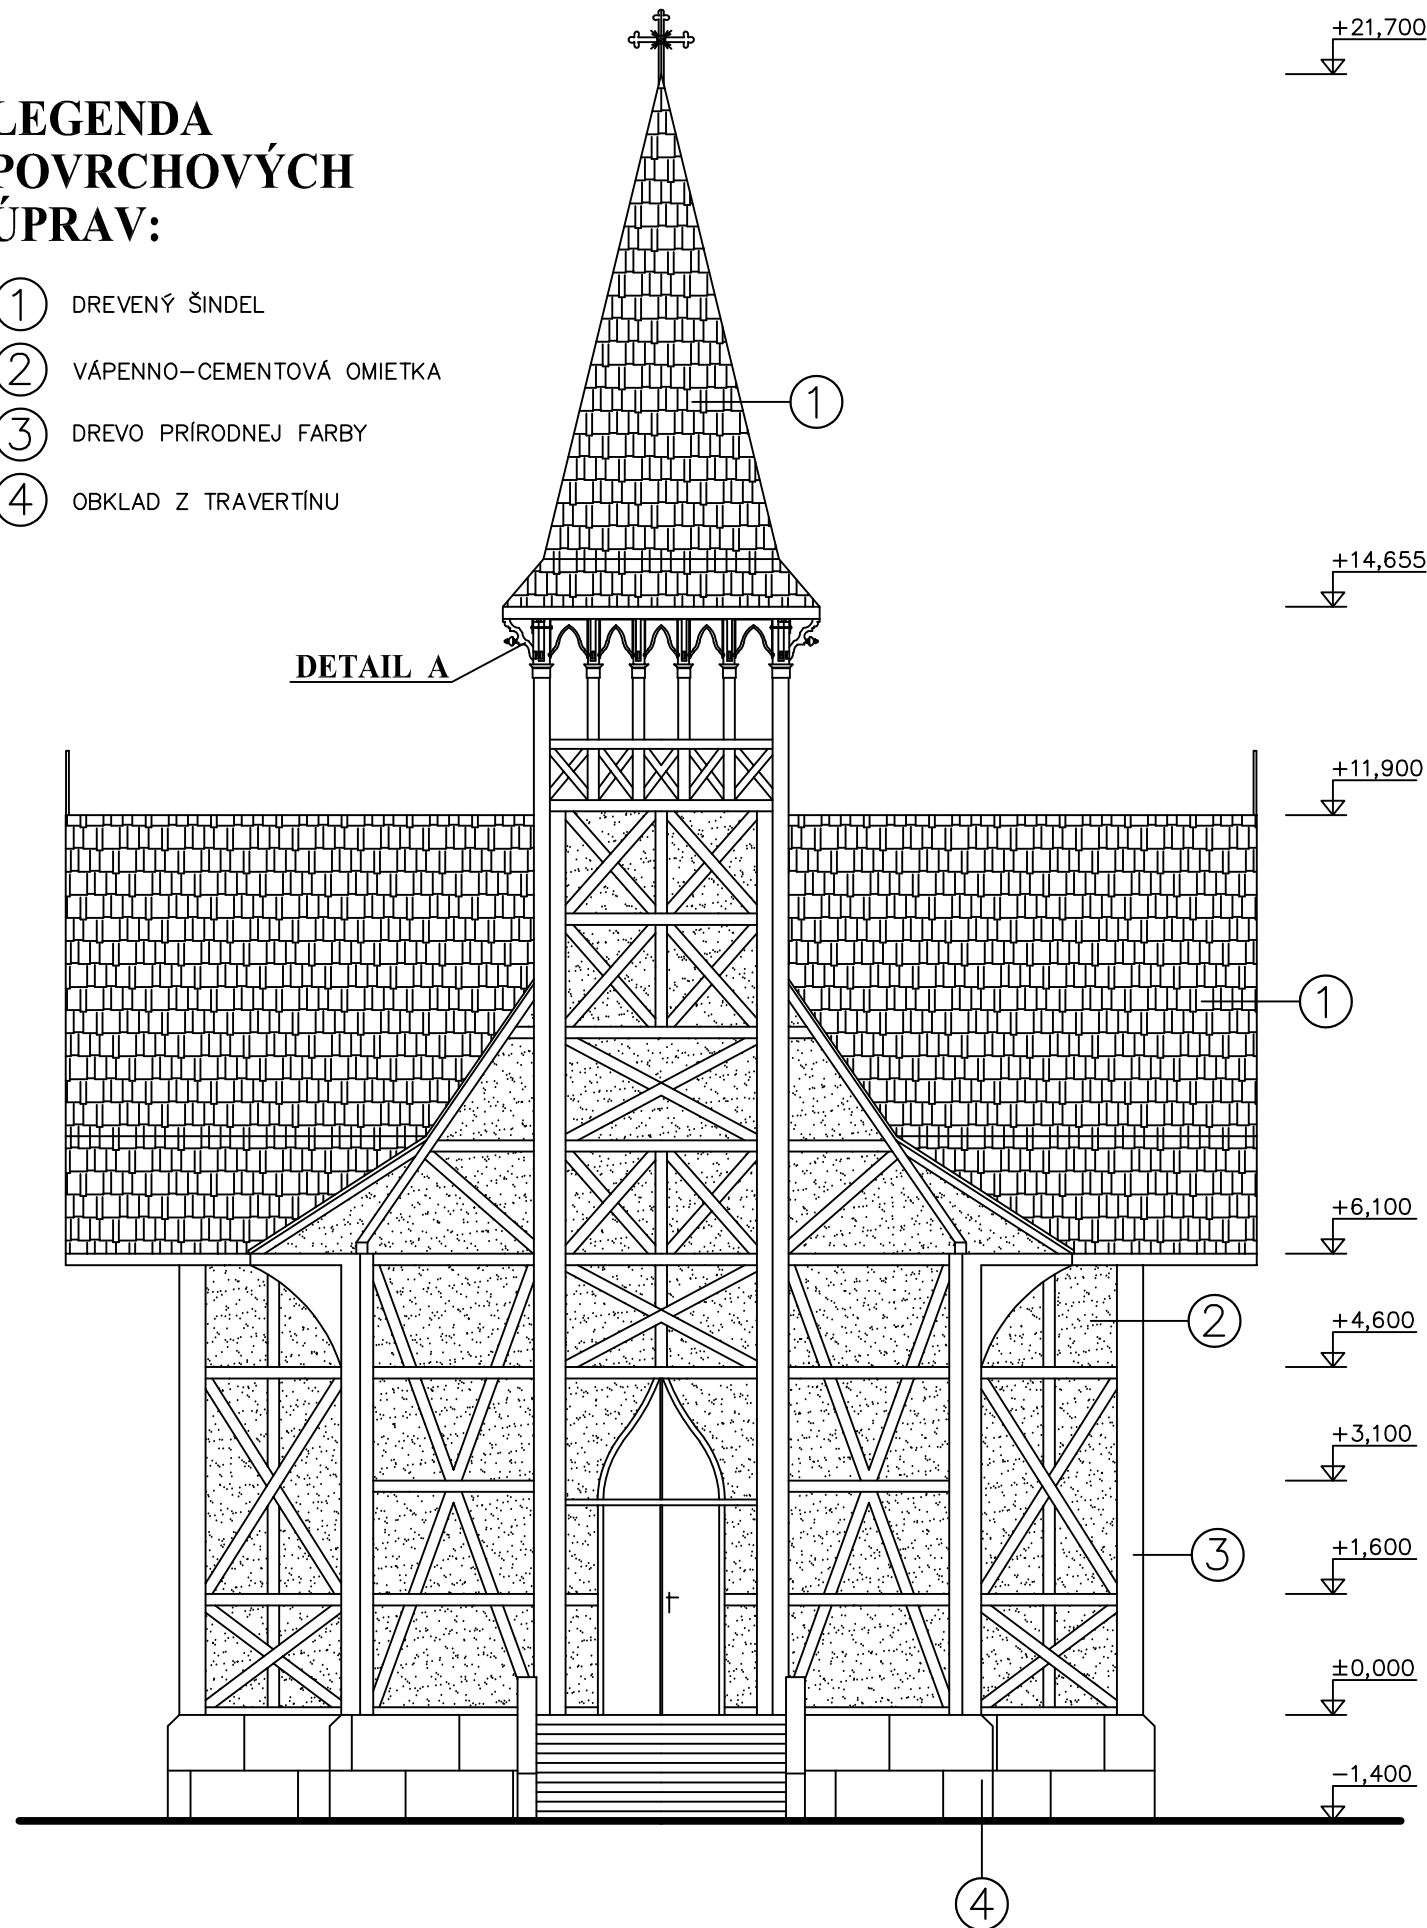 LEGENDA
POVRCHOVÝCH
ÚPRAV:
1 DREVENÝ ŠINDEL
2 VÁPENNO-CEMENTOVÁ OMIETKA
3 DREVO PRÍRODNEJ FARBY
4 OBKLAD Z TRAVERTÍNU
+21,700
1
+14,655
DETAIL A
+11,900
1
+6,100
2
+4,600
+3,100
3
+1,600
±0,000
-1,400
4